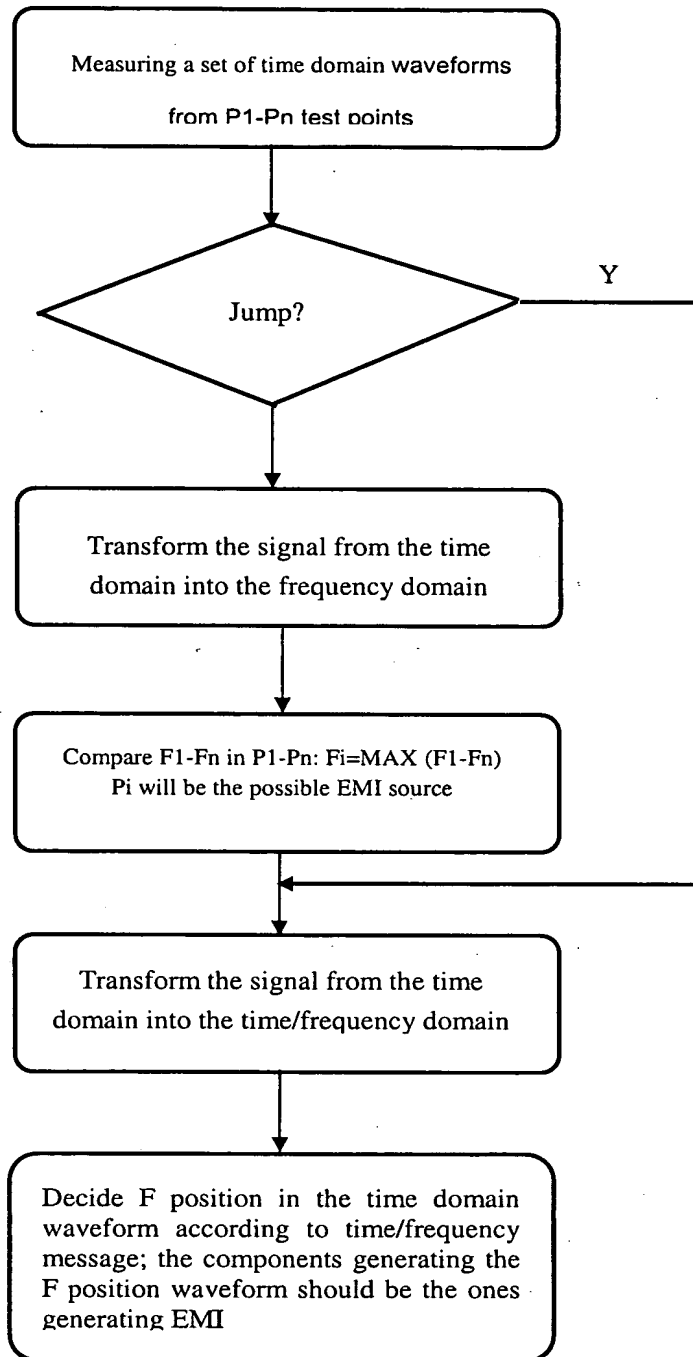 Measuring a set of time domain waveforms
from P1-Pn test points
Jump?
Y
Transform the signal from the time
domain into the frequency domain
Compare F1-Fn in P1-Pn: Fi=MAX (F1-Fn)
Pi will be the possible EMI source
Transform the signal from the time
domain into the time/frequency domain
Decide F position in the time domain
waveform according to time/frequency
message; the components generating the
F position waveform should be the ones
generating EMI